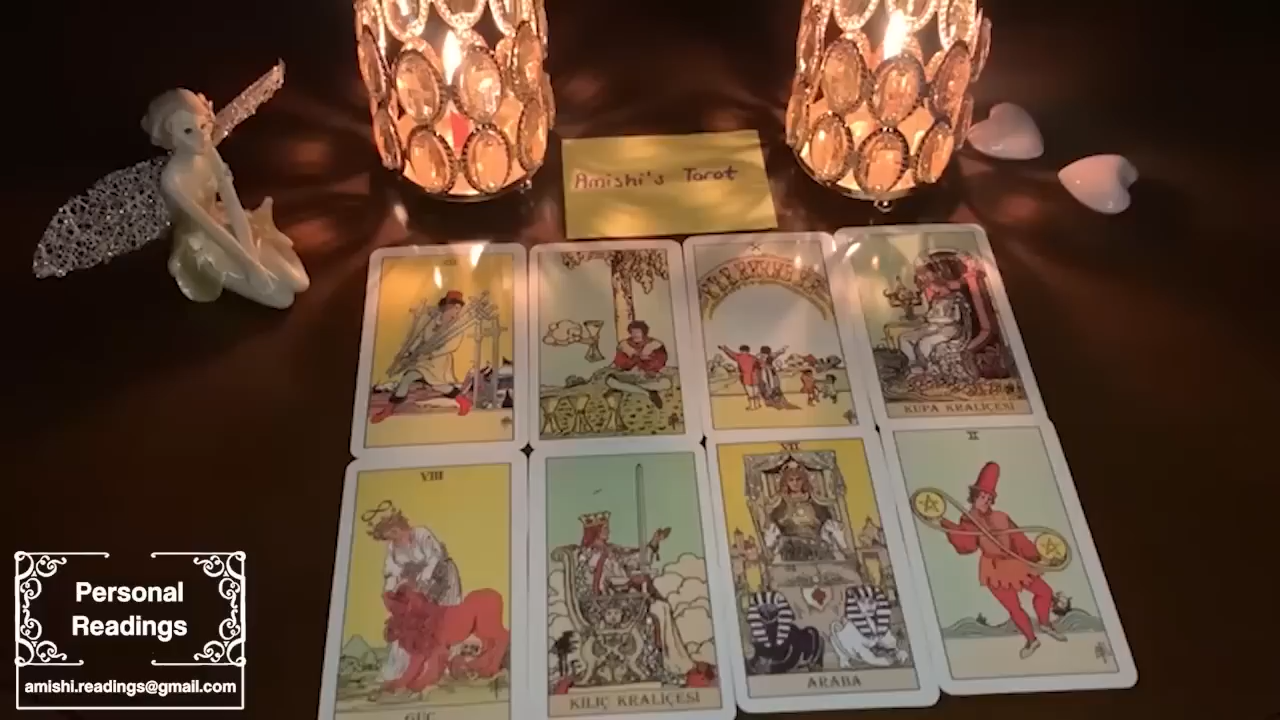 Amishi's Tarot
X
KUPA KRALİÇESİ
VIII
VII
II
GÜÇ
KILIÇ KRALİÇESİ
ARABA
Personal
Readings
amishi.readings@gmail.com